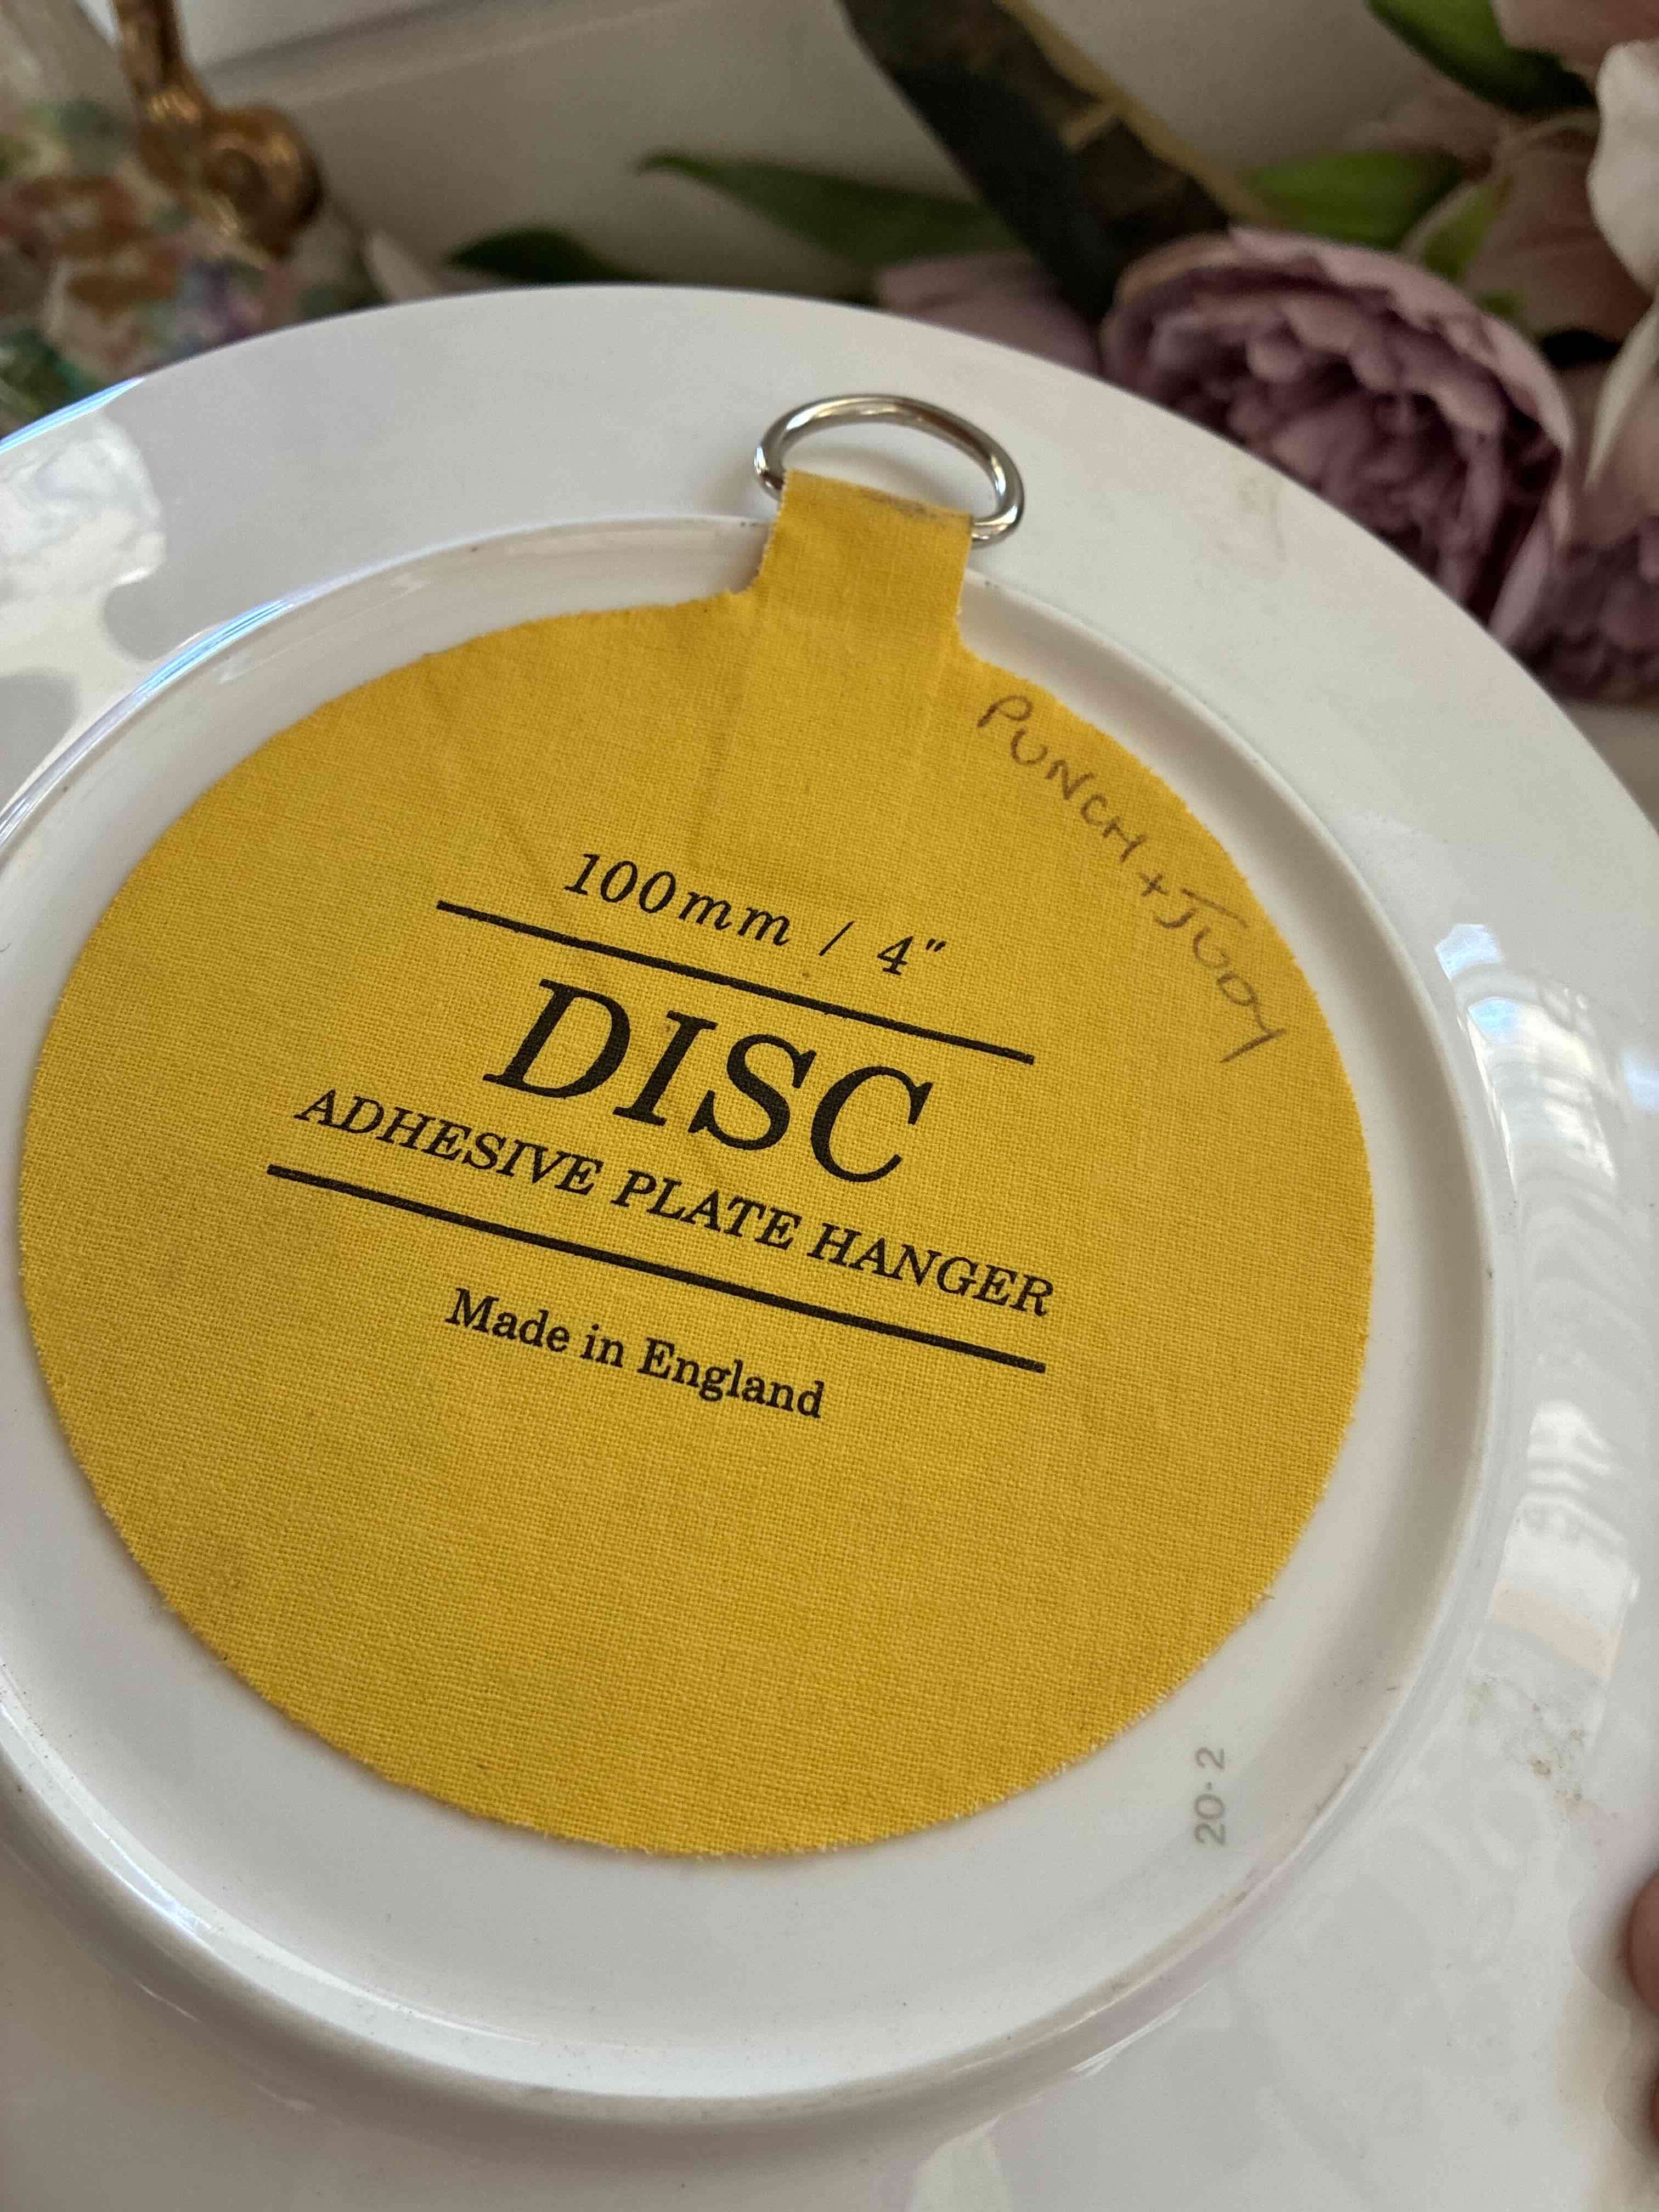 PUNCH + JUDY
100mm / 4"
DISC
ADHESIVE PLATE HANGER
Made in England
20·2